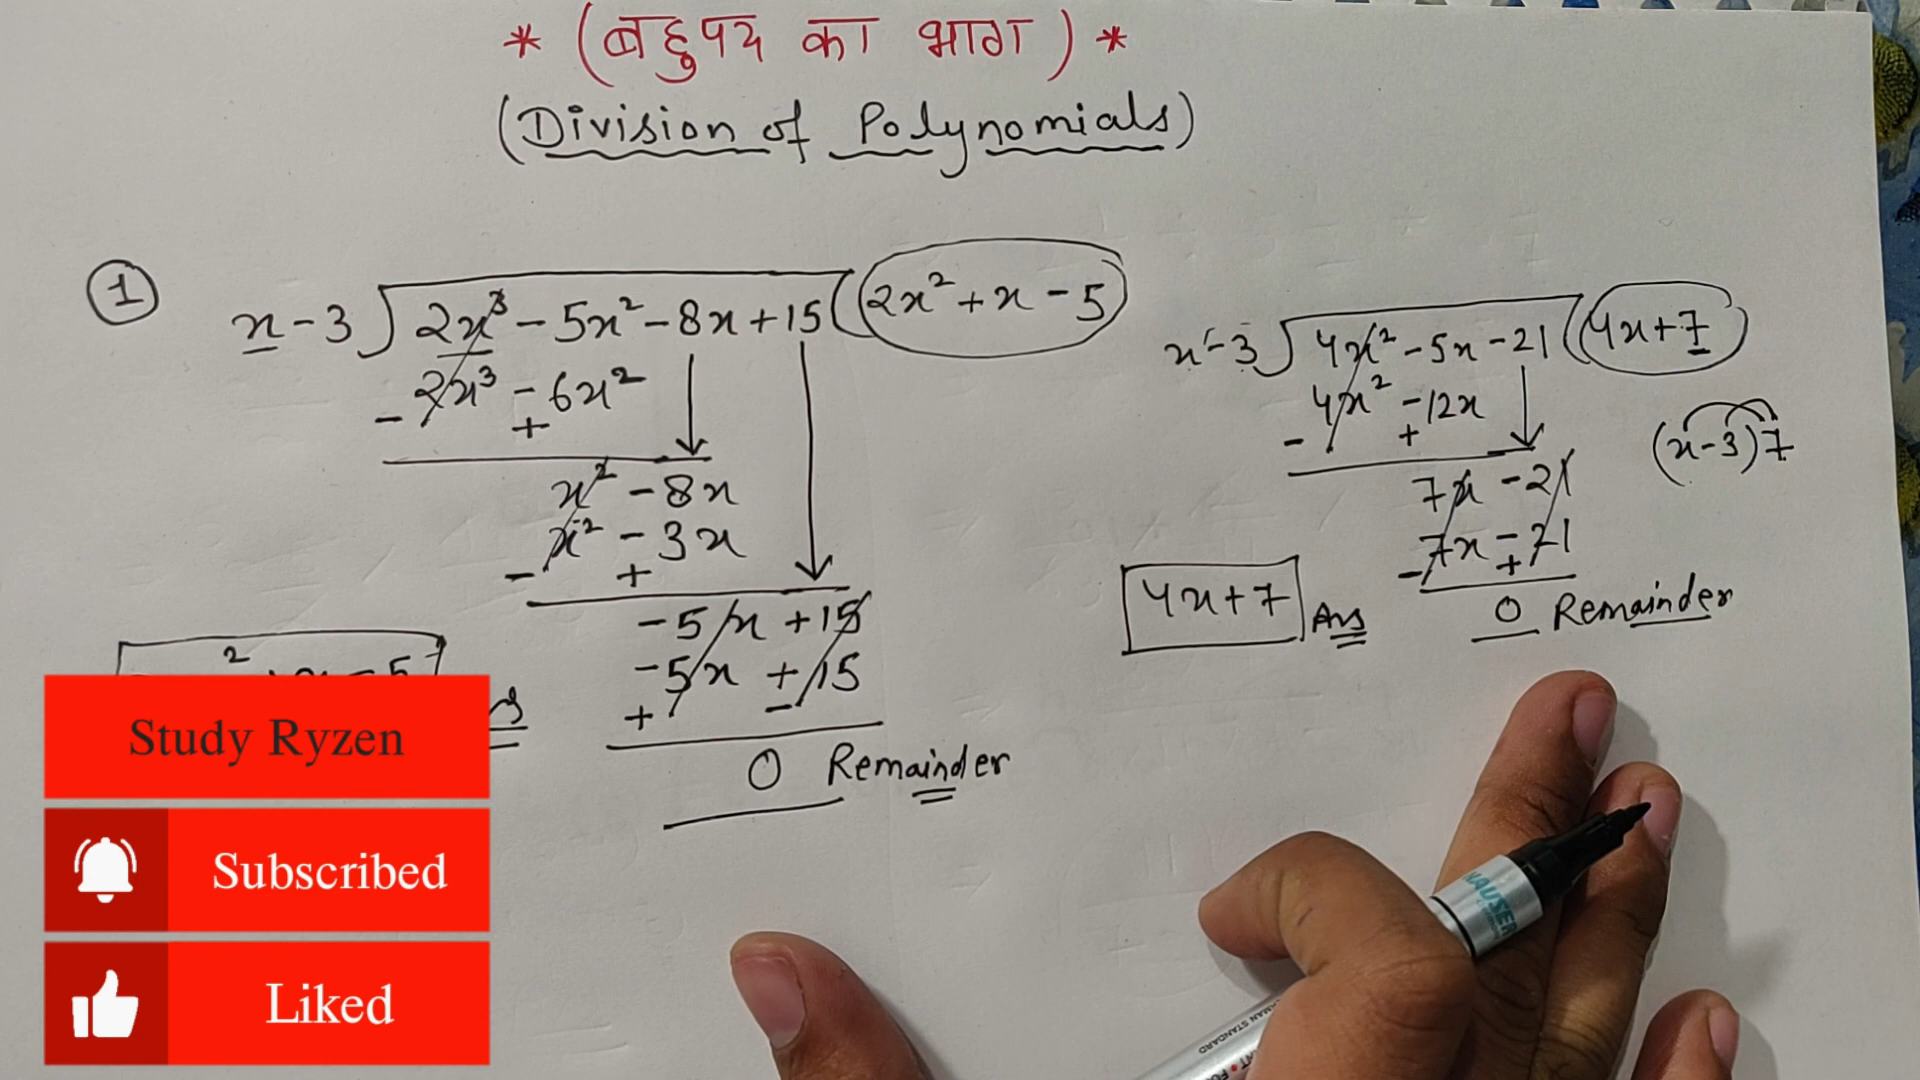 * (बहुपद का भाग) *
(Division of Polynomials)
1
x-3 ) 2x³ - 5x² - 8x + 15 ( 2x² + x - 5
2x³ - 6x²
- +
x² - 8x
x² - 3x
- +
-5x + 15
-5x + 15
+ -
0 Remainder
x-3 ) 4x² - 5x - 21 ( 4x + 7
4x² - 12x
- +
(x-3)7
7x - 21
7x - 21
- +
0 Remainder
4x + 7 Ans
Study Ryzen
Subscribed
Liked
HAUSER